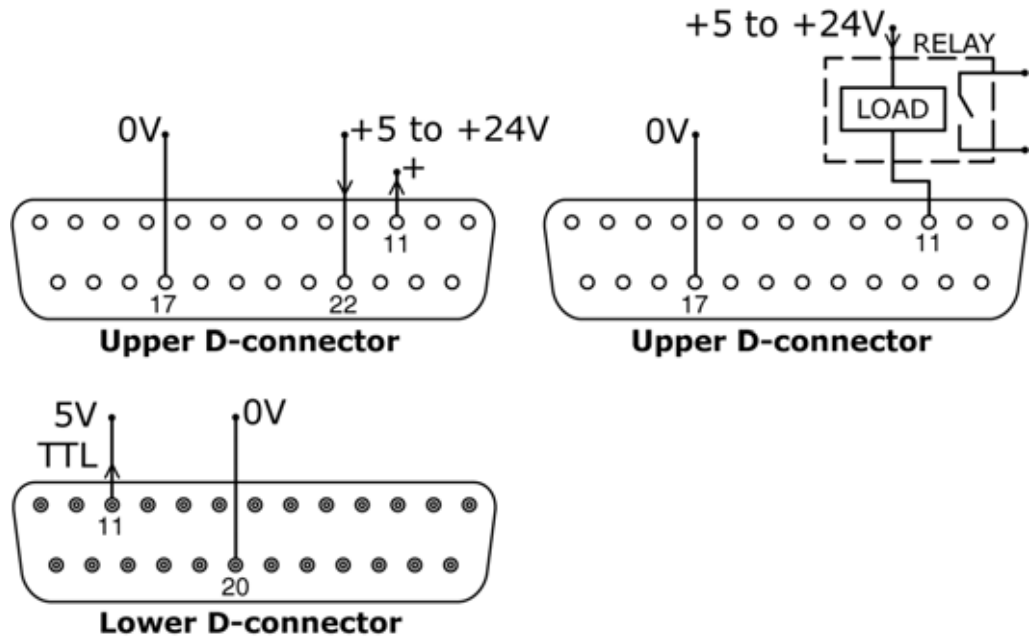 0V
+5 to +24V
+
11
17
22
Upper D-connector
+5 to +24V
RELAY
LOAD
0V
11
17
Upper D-connector
5V
0V
TTL
11
20
Lower D-connector